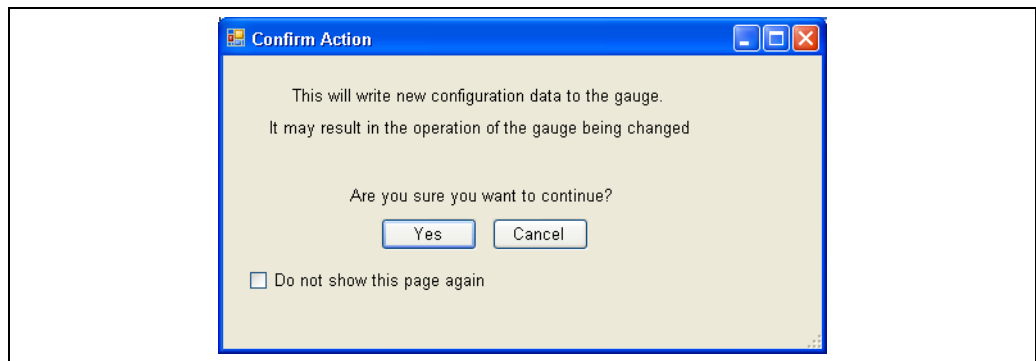 Confirm Action
This will write new configuration data to the gauge.
It may result in the operation of the gauge being changed
Are you sure you want to continue?
Yes Cancel
Do not show this page again